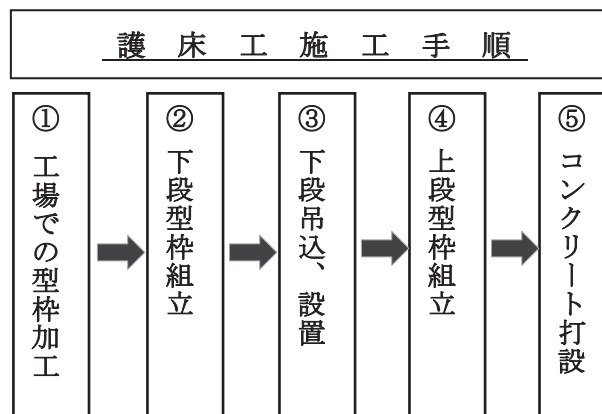 護床工施工手順
① 工場での型枠加工
② 下段型枠組立
③ 下段吊込、設置
④ 上段型枠組立
⑤ コンクリート打設